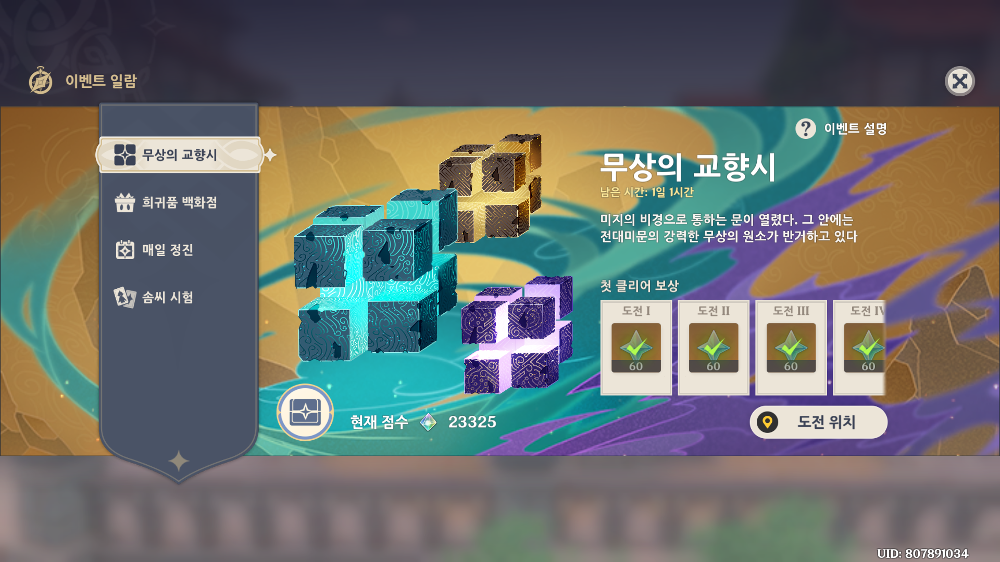 이벤트 일람
무상의 교향시
희귀품 백화점
매일 정진
솜씨 시험
이벤트 설명
무상의 교향시
남은 시간: 1일 1시간
미지의 비경으로 통하는 문이 열렸다. 그 안에는
전대미문의 강력한 무상의 원소가 반거하고 있다
첫 클리어 보상
도전 I
도전 II
도전 III
도전 IV
60
60
60
60
현재 점수 23325
도전 위치
UID: 807891034